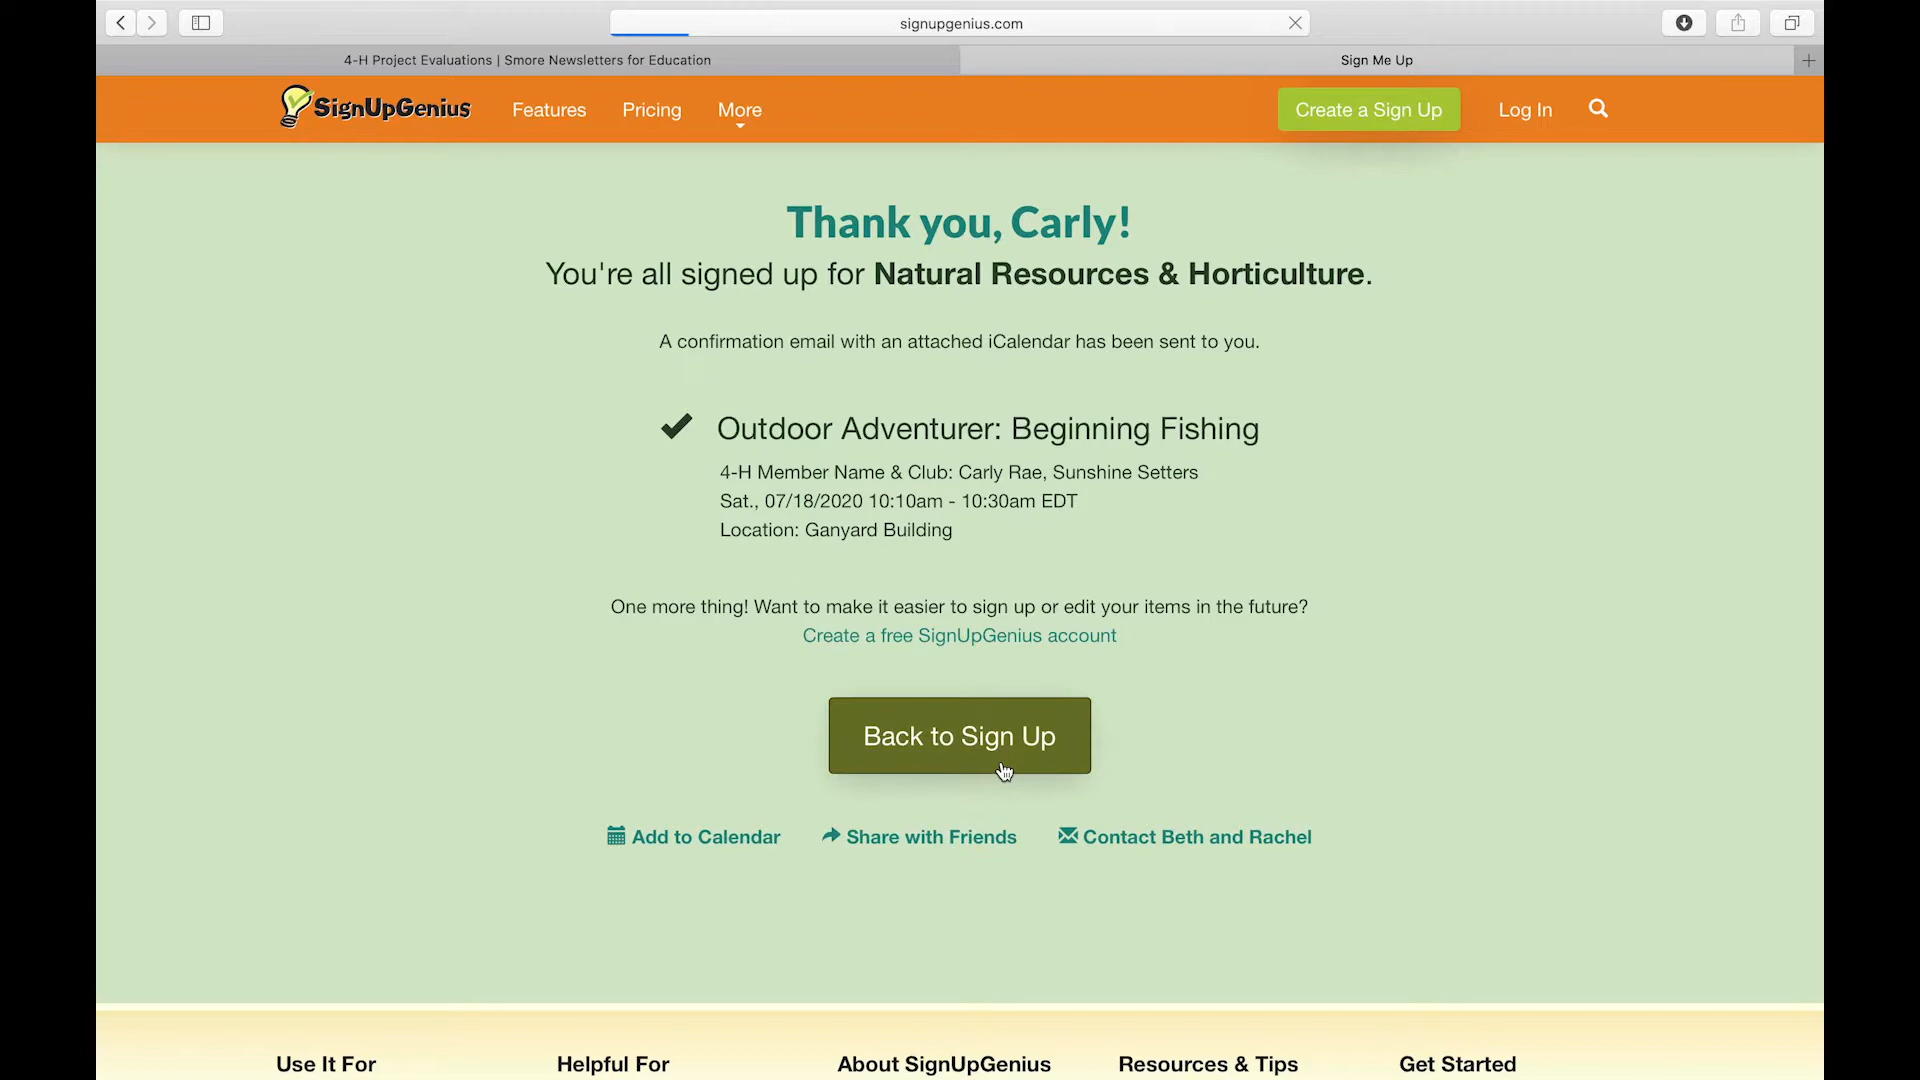 signupgenius.com
4-H Project Evaluations | Smore Newsletters for Education
Sign Me Up
SignUpGenius
Features
Pricing
More
Create a Sign Up
Log In
Thank you, Carly!
You're all signed up for Natural Resources & Horticulture.
A confirmation email with an attached iCalendar has been sent to you.
Outdoor Adventurer: Beginning Fishing
4-H Member Name & Club: Carly Rae, Sunshine Setters
Sat., 07/18/2020 10:10am - 10:30am EDT
Location: Ganyard Building
One more thing! Want to make it easier to sign up or edit your items in the future?
Create a free SignUpGenius account
Back to Sign Up
Add to Calendar
Share with Friends
Contact Beth and Rachel
Use It For
Helpful For
About SignUpGenius
Resources & Tips
Get Started